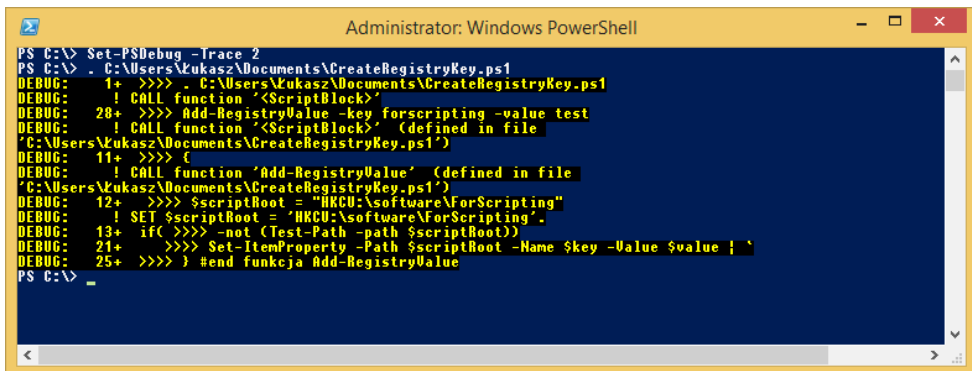 Administrator: Windows PowerShell
PS C:\> Set-PSDebug -Trace 2
PS C:\> . C:\Users\Łukasz\Documents\CreateRegistryKey.ps1
DEBUG:    1+  >>>> . C:\Users\Łukasz\Documents\CreateRegistryKey.ps1
DEBUG:     ! CALL function '<ScriptBlock>'
DEBUG:   28+  >>>> Add-RegistryValue -key forscripting -value test
DEBUG:     ! CALL function '<ScriptBlock>'  (defined in file
'C:\Users\Łukasz\Documents\CreateRegistryKey.ps1')
DEBUG:   11+  >>>> {
DEBUG:     ! CALL function 'Add-RegistryValue'  (defined in file
'C:\Users\Łukasz\Documents\CreateRegistryKey.ps1')
DEBUG:   12+   >>>> $scriptRoot = "HKCU:\software\ForScripting"
DEBUG:     ! SET $scriptRoot = 'HKCU:\software\ForScripting'.
DEBUG:   13+  if( >>>> -not (Test-Path -path $scriptRoot))
DEBUG:   21+     >>>> Set-ItemProperty -Path $scriptRoot -Name $key -Value $value | `
DEBUG:   25+  >>>> } #end funkcja Add-RegistryValue
PS C:\> _